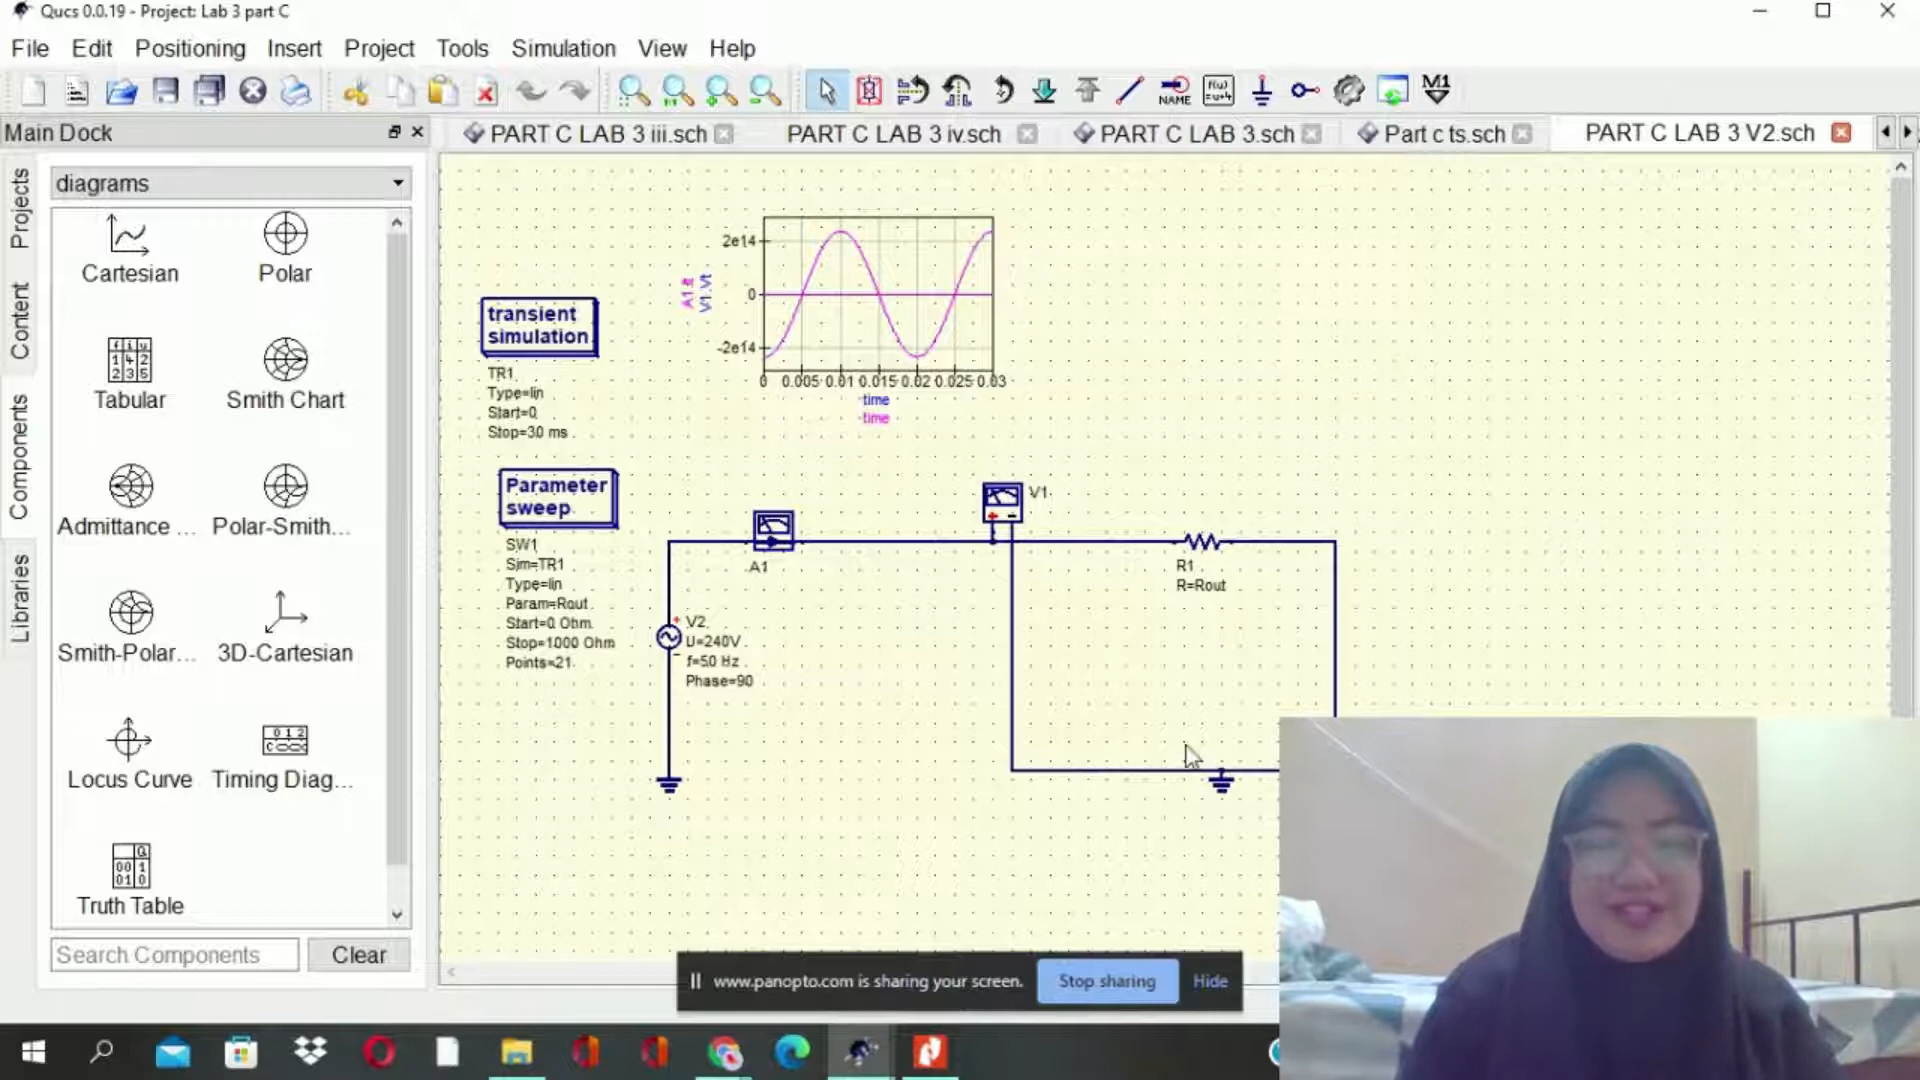 Qucs 0.0.19 - Project: Lab 3 part C
File Edit Positioning Insert Project Tools Simulation View Help
NAME
M1
Main Dock
PART C LAB 3 iii.sch
PART C LAB 3 iv.sch
PART C LAB 3.sch
Part c ts.sch
PART C LAB 3 V2.sch
Projects
Content
Components
Libraries
diagrams
Cartesian
Polar
Tabular
Smith Chart
Admittance ...
Polar-Smith...
Smith-Polar...
3D-Cartesian
Locus Curve
Timing Diag...
Truth Table
Search Components
Clear
transient
simulation
TR1
Type=lin
Start=0
Stop=30 ms
Parameter
sweep
SW1
Sim=TR1
Type=lin
Param=Rout
Start=0 Ohm
Stop=1000 Ohm
Points=21
A1.It
V1.Vt
2e14
0
-2e14
0 0.005 0.01 0.015 0.02 0.025 0.03
time
time
A1
V1
R1
R=Rout
V2
U=240V
f=50 Hz
Phase=90
www.panopto.com is sharing your screen.
Stop sharing
Hide